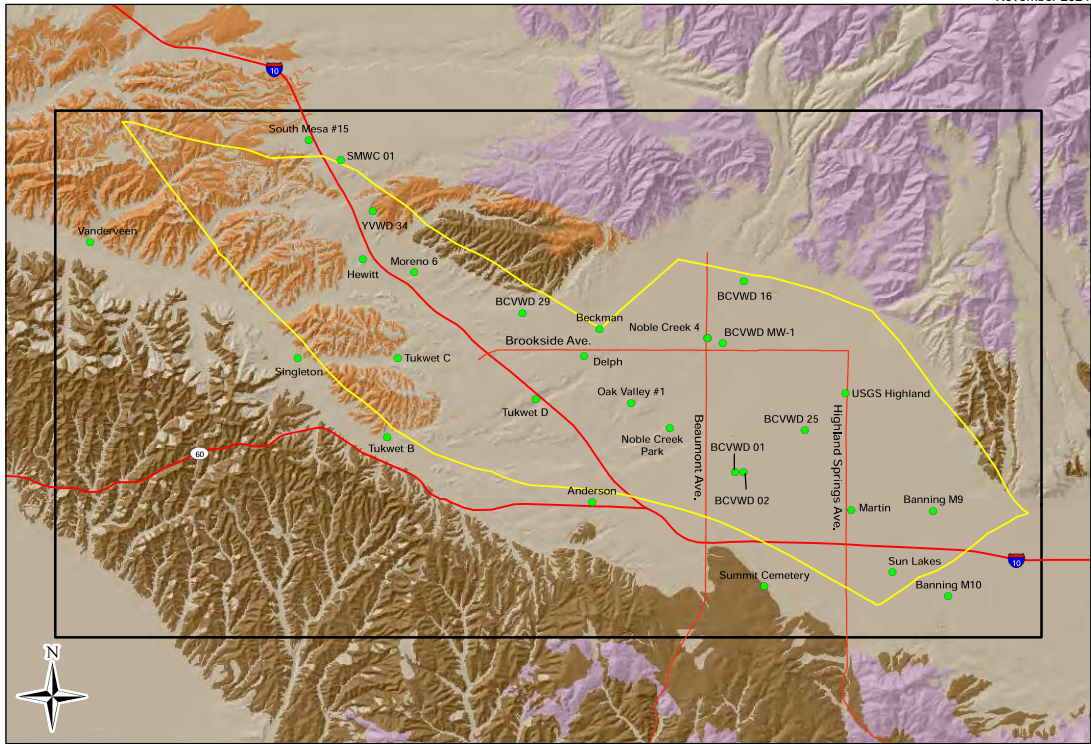 November 2021
10
South Mesa #15
SMWC 01
YVWD 34
Vanderveen
Hewitt
Moreno 6
BCVWD 16
BCVWD 29
Beckman
Noble Creek 4
BCVWD MW-1
Brookside Ave.
Singleton
Tukwet C
Delph
Oak Valley #1
USGS Highland
Tukwet D
Beaumont Ave.
Highland Springs Ave.
BCVWD 25
Noble Creek
Park
Tukwet B
BCVWD 01
60
BCVWD 02
Anderson
Martin
Banning M9
10
Sun Lakes
Summit Cemetery
Banning M10
N